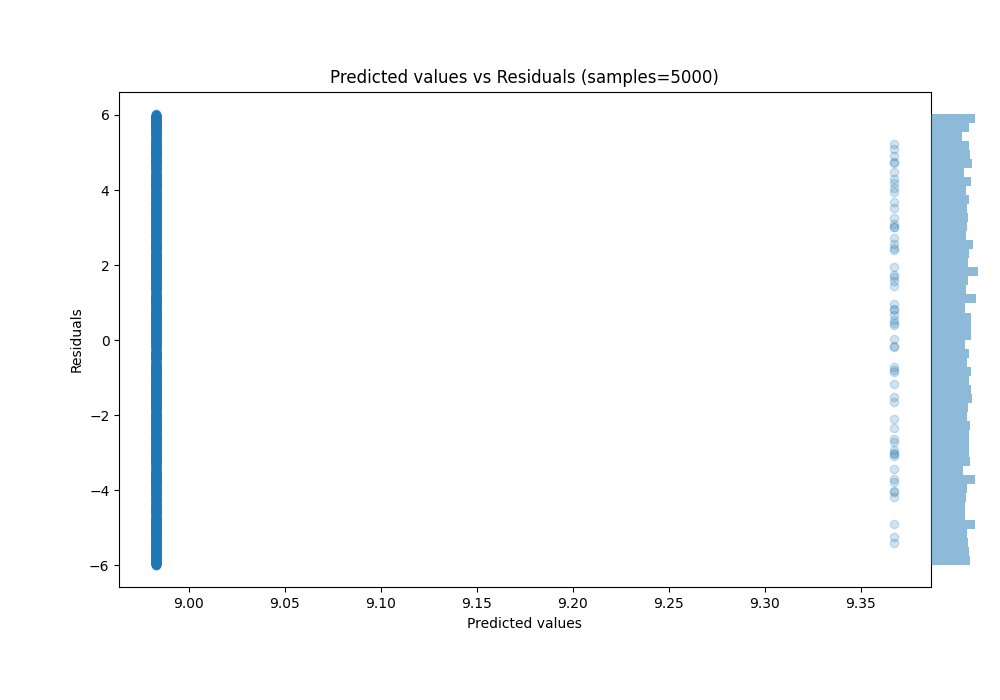 Predicted values vs Residuals (samples=5000)
6
4
2
0
−2
−4
−6
Residuals
9.00 9.05 9.10 9.15 9.20 9.25 9.30 9.35
Predicted values